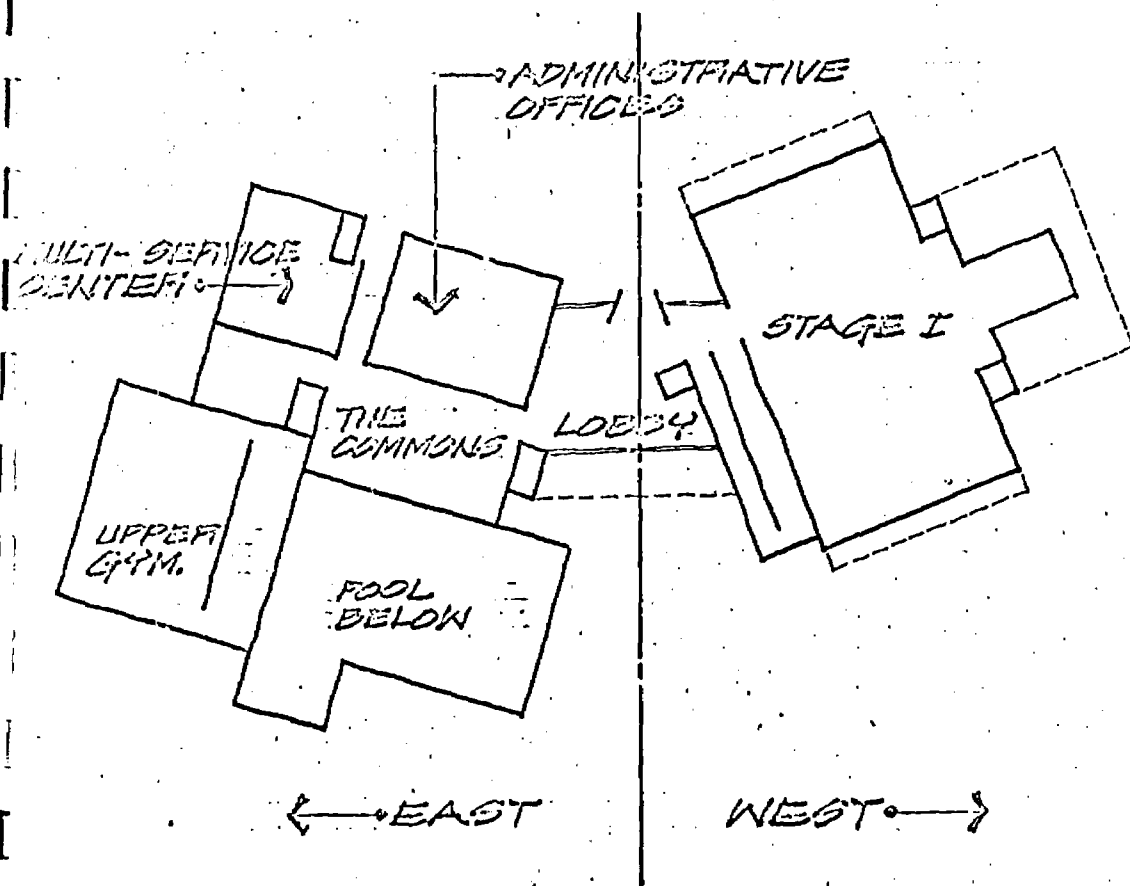 ADMINISTRATIVE
OFFICES
MULTI-SERVICE
CENTER
STAGE I
THE
COMMONS
LOBBY
UPPER
GYM.
POOL
BELOW
EAST
WEST